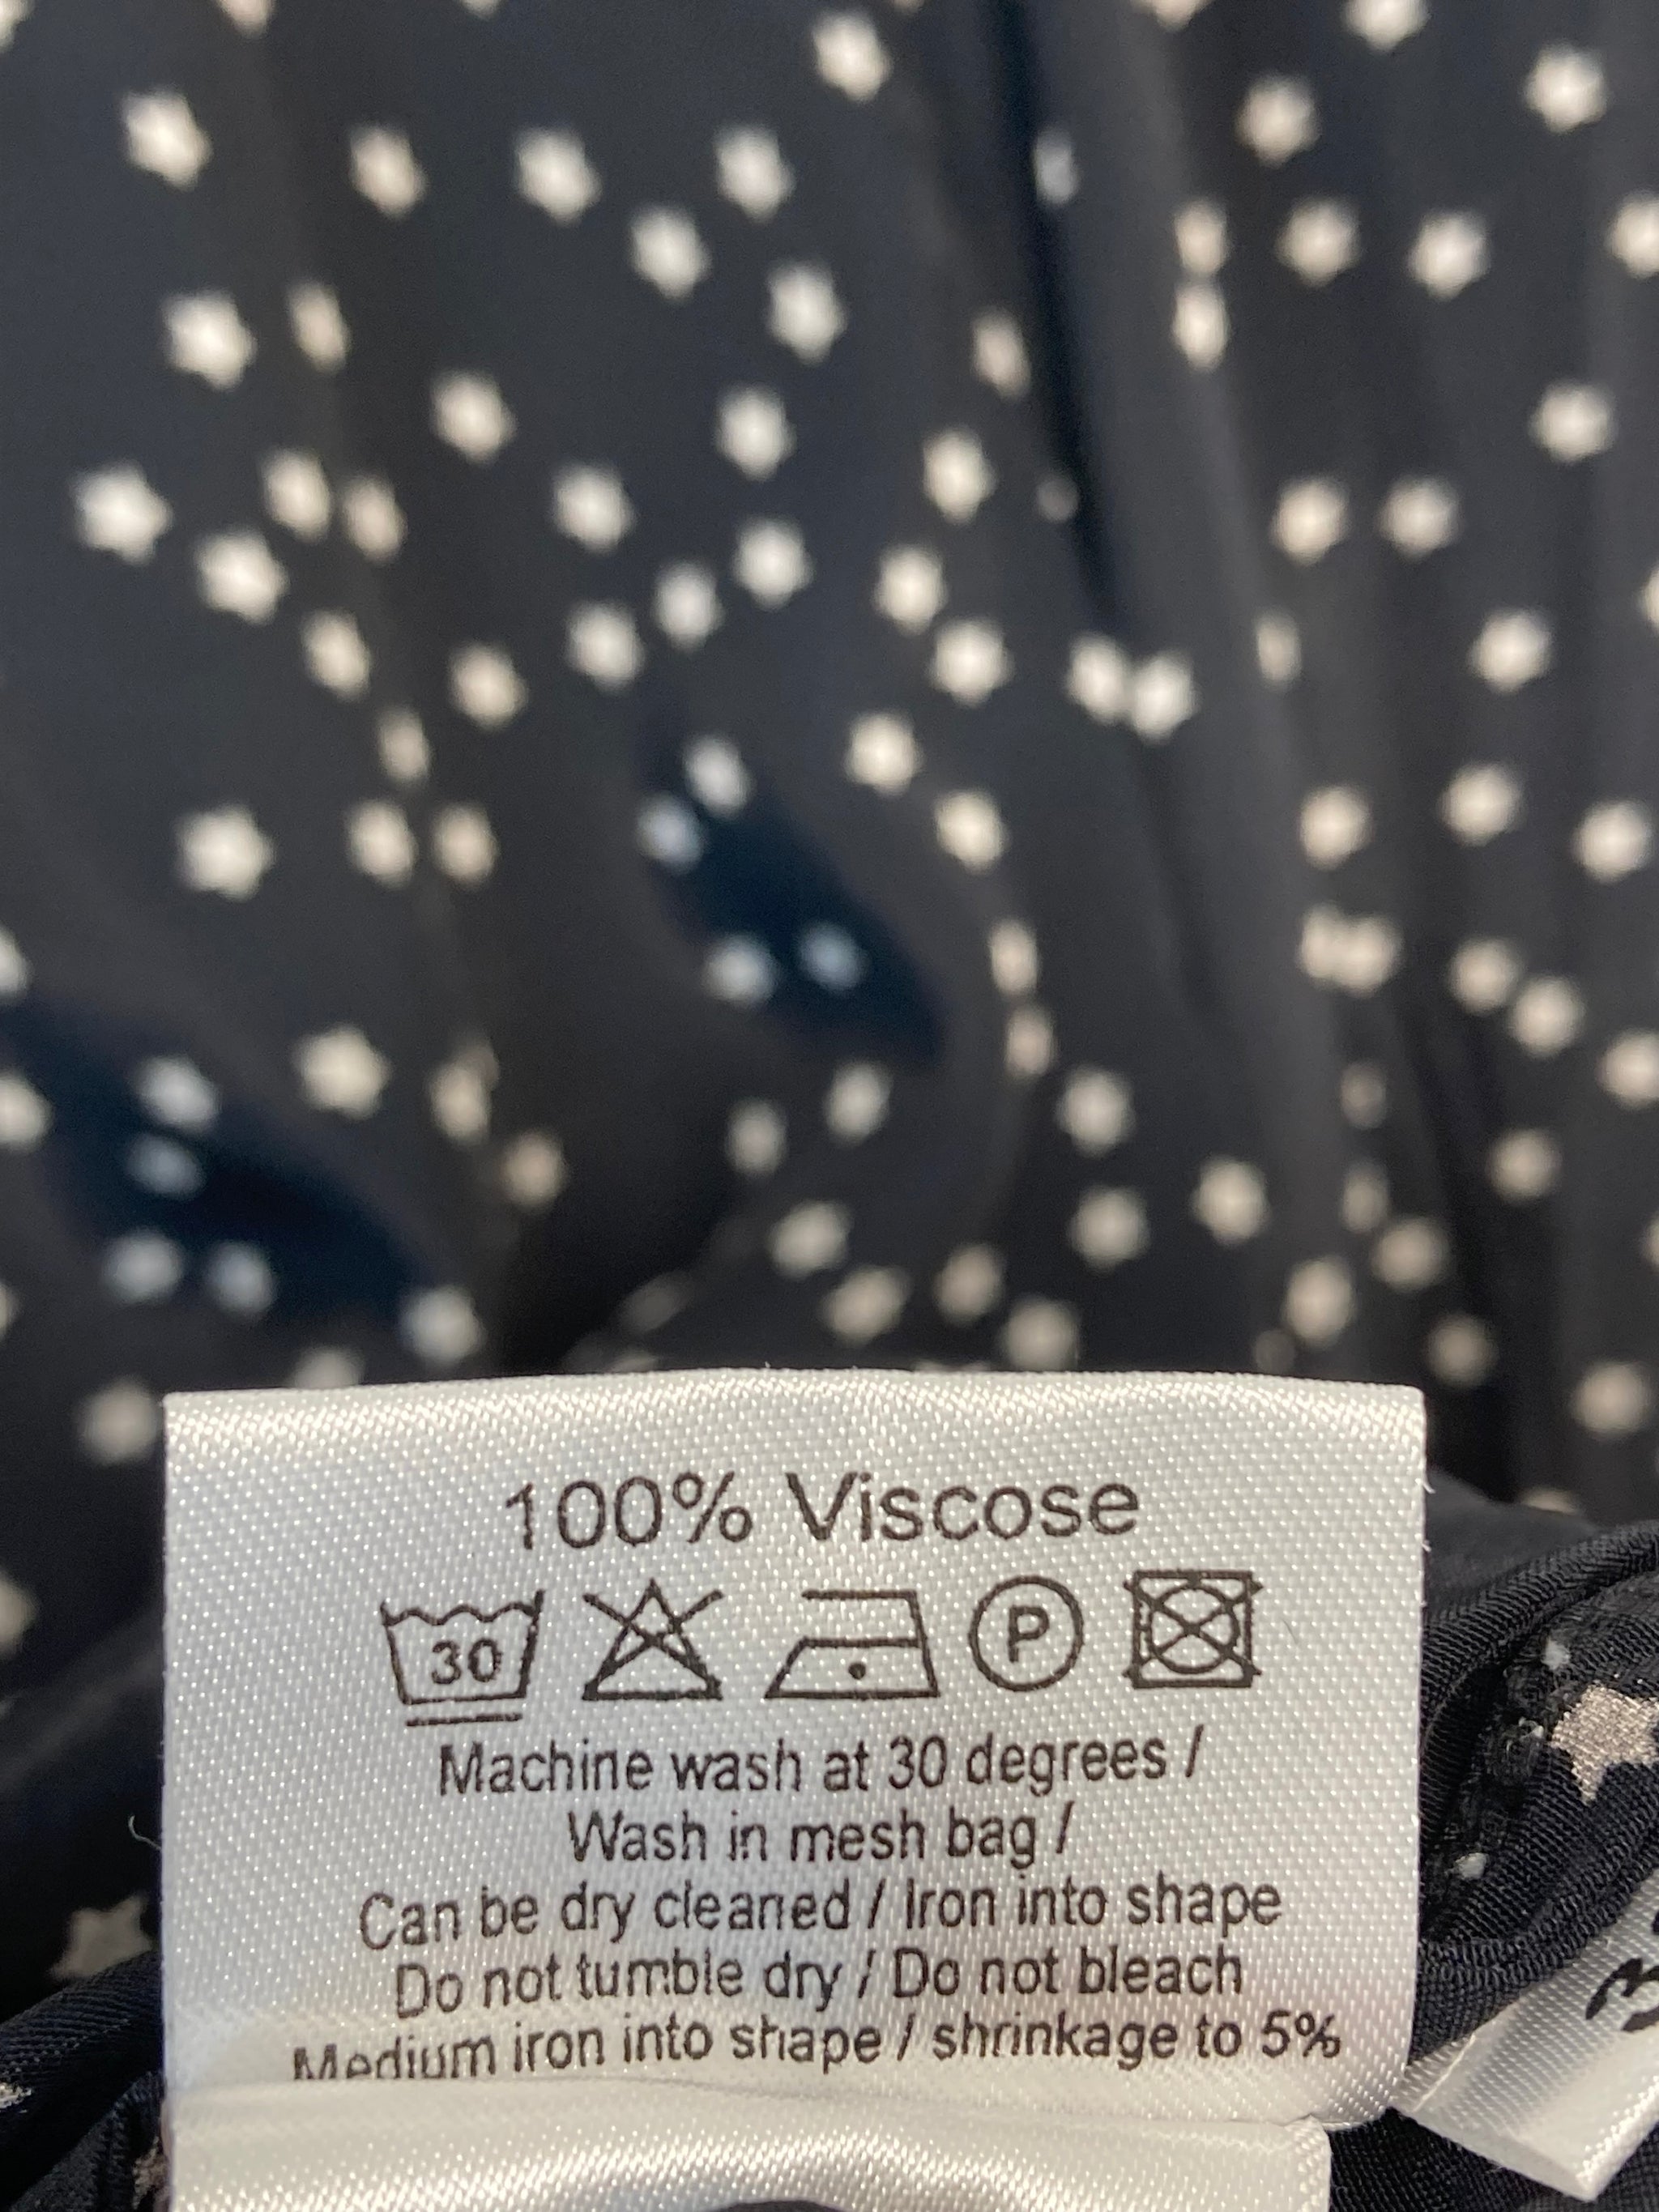 100% Viscose
30 P
Machine wash at 30 degrees /
Wash in mesh bag /
Can be dry cleaned / Iron into shape
Do not tumble dry / Do not bleach
Medium iron into shape / shrinkage to 5%